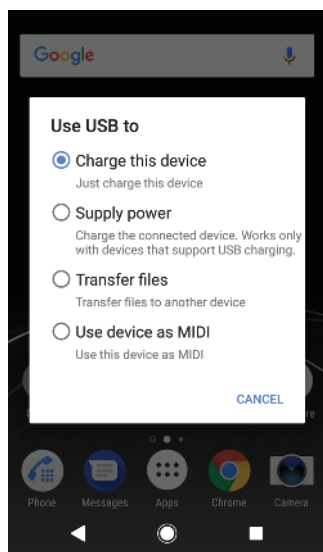 Google
Use USB to
Charge this device
Just charge this device
Supply power
Charge the connected device. Works only
with devices that support USB charging.
Transfer files
Transfer files to another device
Use device as MIDI
Use this device as MIDI
CANCEL
G
Phone Messages Apps Chrome Camera